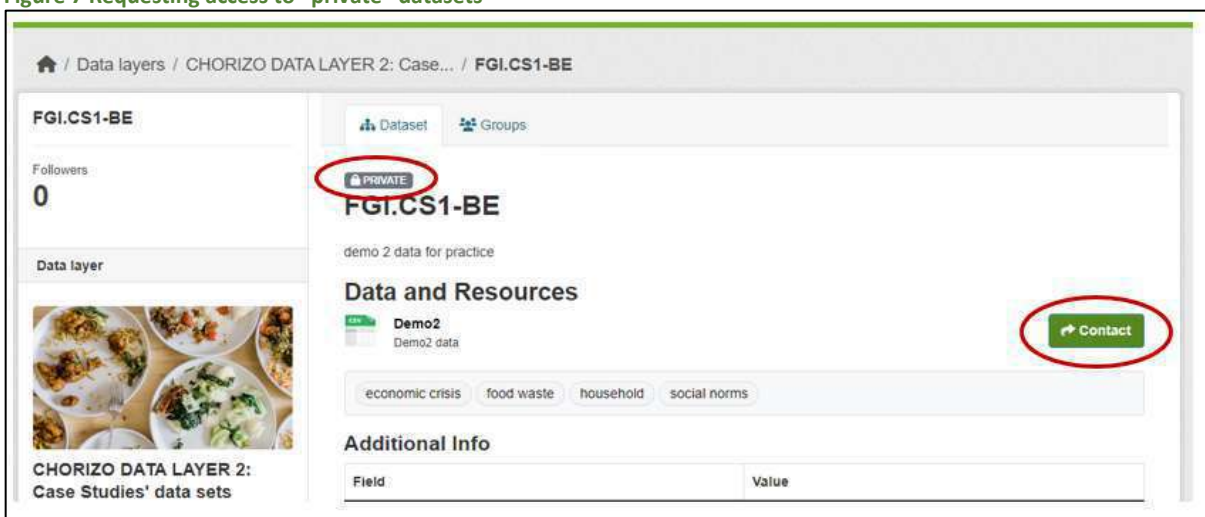 Figure 7 Requesting access to "private" datasets
/ Data layers / CHORIZO DATA LAYER 2: Case... / FGI.CS1-BE
FGI.CS1-BE
Followers
0
Data layer
CHORIZO DATA LAYER 2:
Case Studies' data sets
Dataset
Groups
PRIVATE
FGI.CS1-BE
demo 2 data for practice
Data and Resources
CSV
Demo2
Demo2 data
Contact
economic crisis food waste household social norms
Additional Info
Field Value